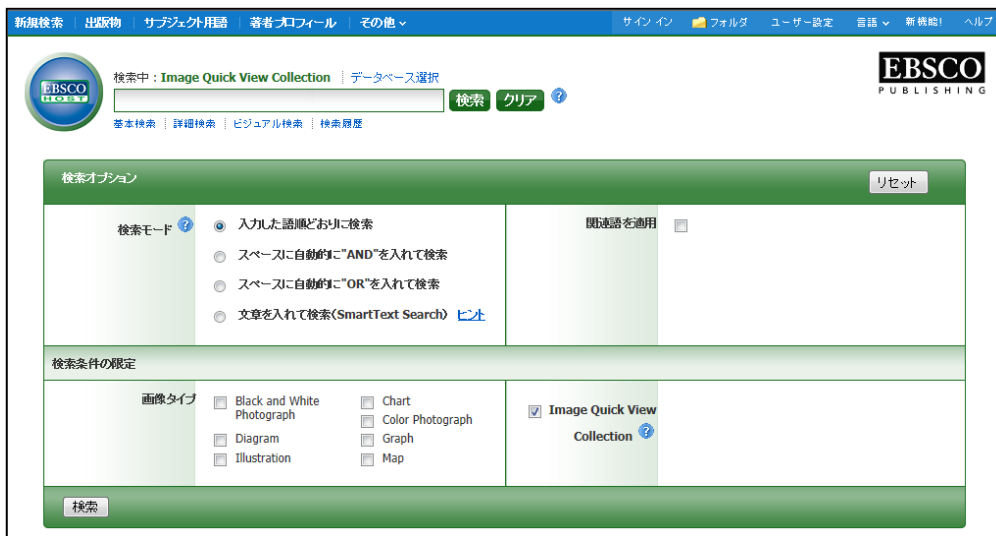 新規検索 出版物 サブジェクト用語 著者プロフィール その他 サインイン フォルダ ユーザー設定 言語 新機能! ヘルプ
EBSCO HOST
検索中 : Image Quick View Collection データベース選択
検索 クリア ?
基本検索 詳細検索 ビジュアル検索 検索履歴
EBSCO
PUBLISHING
検索オプション リセット
検索モード ? 入力した語順どおりに検索 関連語を適用
スペースに自動的に"AND"を入れて検索
スペースに自動的に"OR"を入れて検索
文章を入れて検索(SmartText Search) ヒント
検索条件の限定
画像タイプ
Black and White
Photograph
Diagram
Illustration
Chart
Color Photograph
Graph
Map
Image Quick View
Collection ?
検索